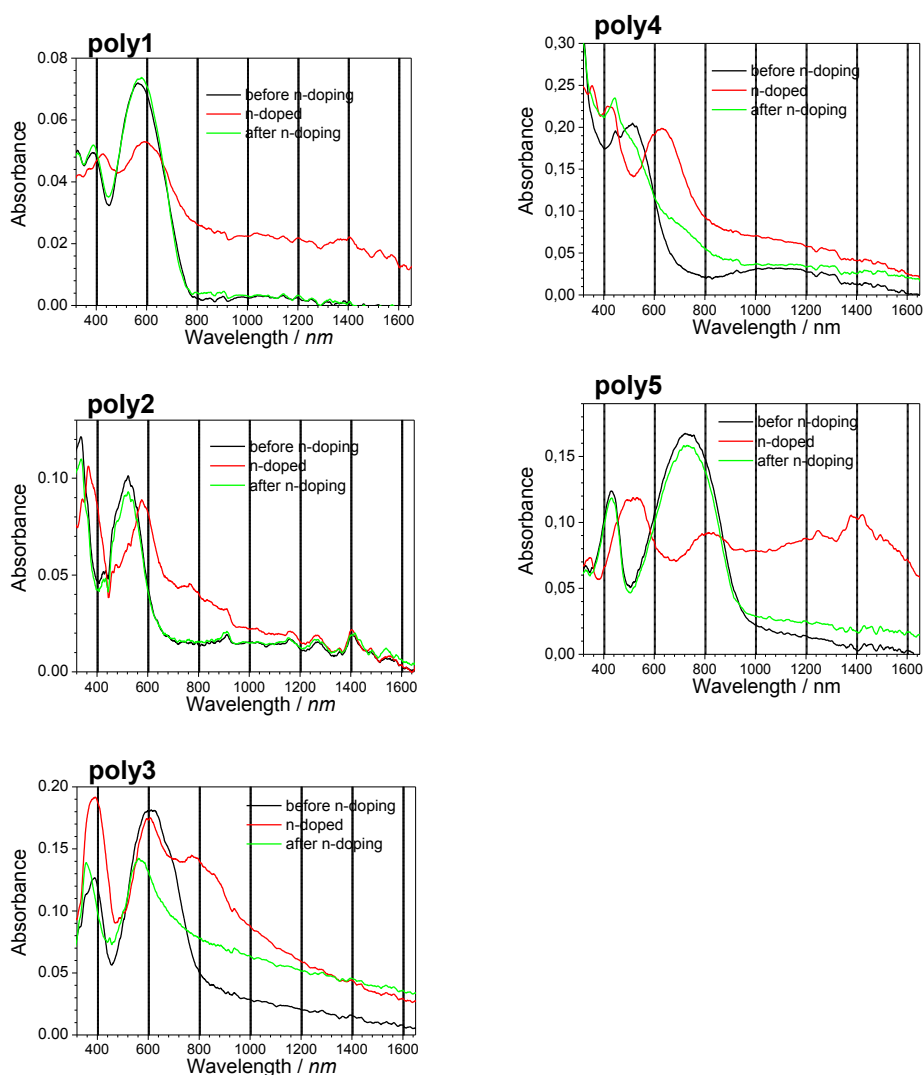 poly1
0.08
0.06
0.04
0.02
0.00
Absorbance
before n-doping
n-doped
after n-doping
400 600 800 1000 1200 1400 1600
Wavelength / nm
poly4
0,30
0,25
0,20
0,15
0,10
0,05
0,00
Absorbance
before n-doping
n-doped
after n-doping
400 600 800 1000 1200 1400 1600
Wavelength / nm
poly2
0.10
0.05
0.00
Absorbance
before n-doping
n-doped
after n-doping
400 600 800 1000 1200 1400 1600
Wavelength / nm
poly5
0,15
0,10
0,05
0,00
Absorbance
befor n-doping
n-doped
after n-doping
400 600 800 1000 1200 1400 1600
Wavelength / nm
poly3
0.20
0.15
0.10
0.05
0.00
Absorbance
before n-doping
n-doped
after n-doping
400 600 800 1000 1200 1400 1600
Wavelength / nm